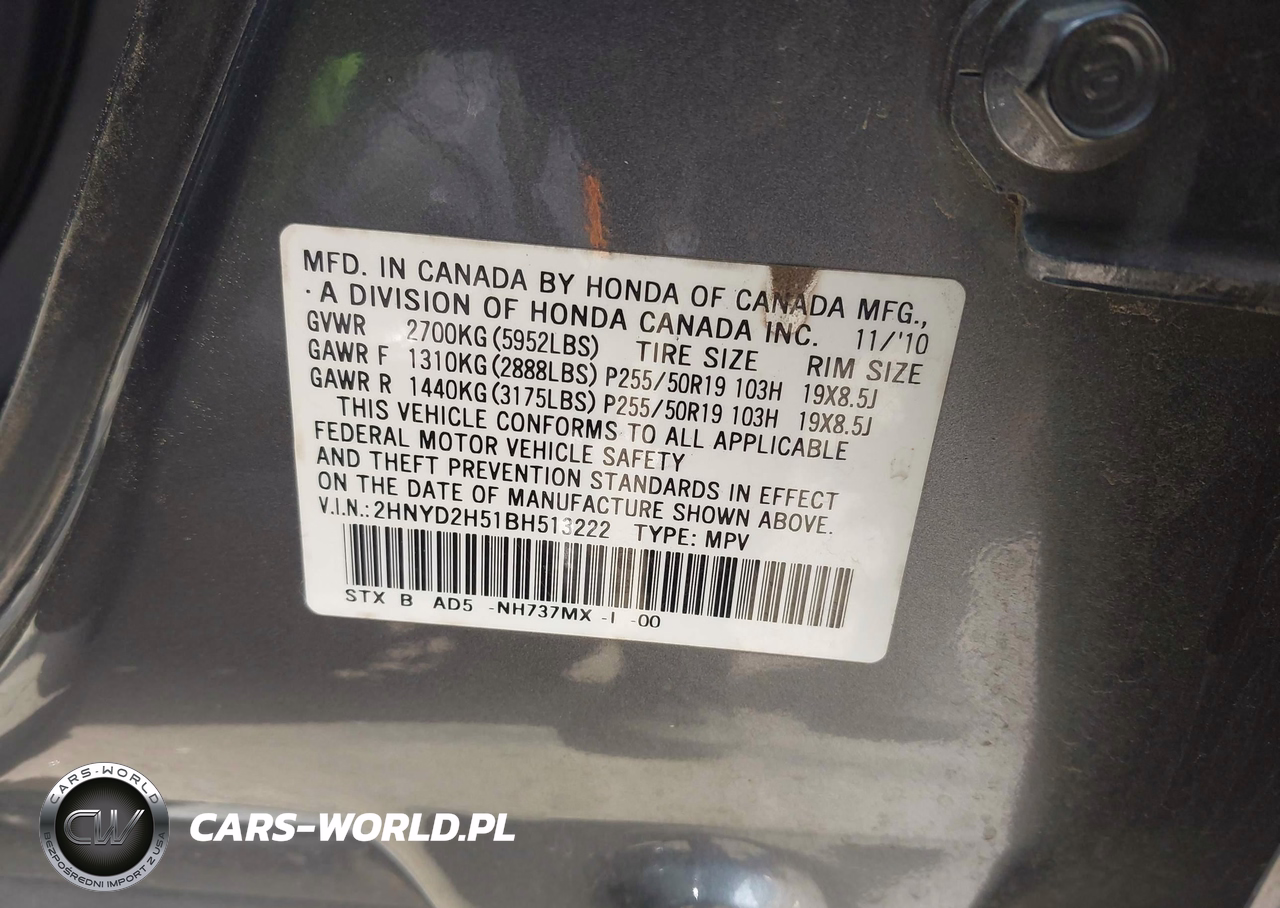 MFD. IN CANADA BY HONDA OF CANADA MFG.,
. A DIVISION OF HONDA CANADA INC. 11/'10
GVWR 2700KG(5952LBS) TIRE SIZE RIM SIZE
GAWR F 1310KG(2888LBS) P255/50R19 103H 19X8.5J
GAWR R 1440KG(3175LBS) P255/50R19 103H 19X8.5J
THIS VEHICLE CONFORMS TO ALL APPLICABLE
FEDERAL MOTOR VEHICLE SAFETY
AND THEFT PREVENTION STANDARDS IN EFFECT
ON THE DATE OF MANUFACTURE SHOWN ABOVE.
V.I.N.: 2HNYD2H51BH513222 TYPE: MPV
STX B AD5 -NH737MX -I -00
CARS-WORLD
CW
BEZPOŚREDNI IMPORT Z USA
CARS-WORLD.PL